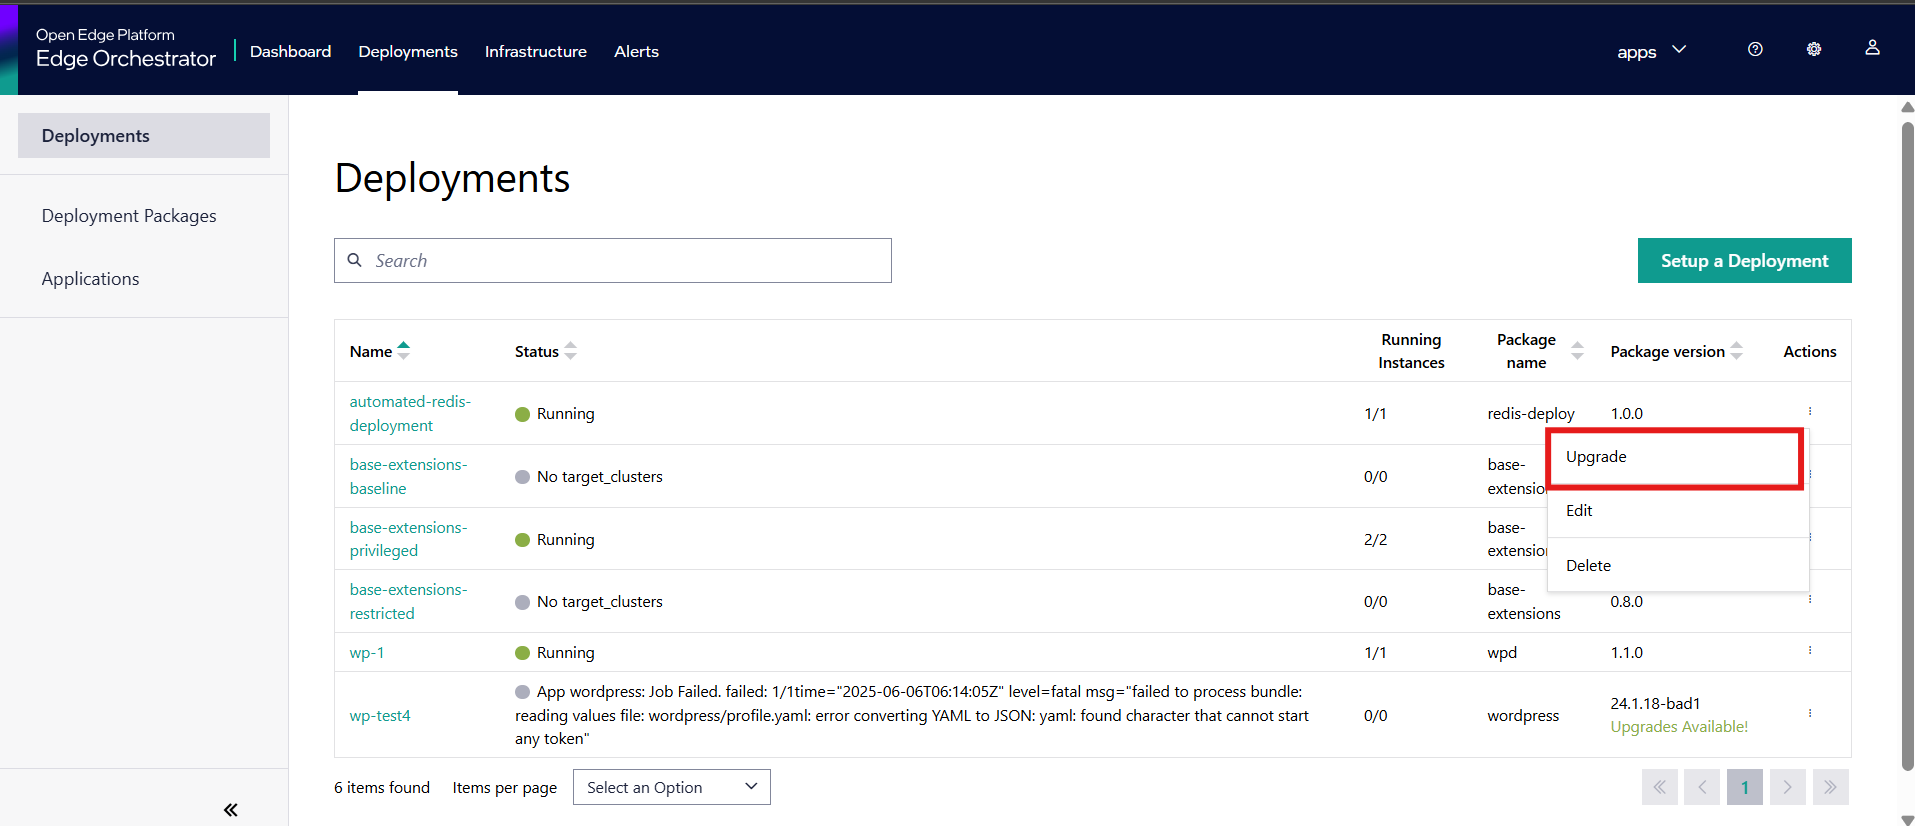 Open Edge Platform
Edge Orchestrator
Dashboard
Deployments
Infrastructure
Alerts
apps
Deployments
Deployment Packages
Applications
Deployments
Search
Setup a Deployment
Name
Status
Running
Instances
Package
name
Package version
Actions
automated-redis-
deployment
Running
1/1
redis-deploy
1.0.0
base-extensions-
baseline
No target_clusters
0/0
base-
extensio
base-extensions-
privileged
Running
2/2
base-
extension
Upgrade
Edit
Delete
base-extensions-
restricted
No target_clusters
0/0
base-
extensions
0.8.0
wp-1
Running
1/1
wpd
1.1.0
wp-test4
App wordpress: Job Failed. failed: 1/1time="2025-06-06T06:14:05Z" level=fatal msg="failed to process bundle:
reading values file: wordpress/profile.yaml: error converting YAML to JSON: yaml: found character that cannot start
any token"
0/0
wordpress
24.1.18-bad1
Upgrades Available!
6 items found
Items per page
Select an Option
1